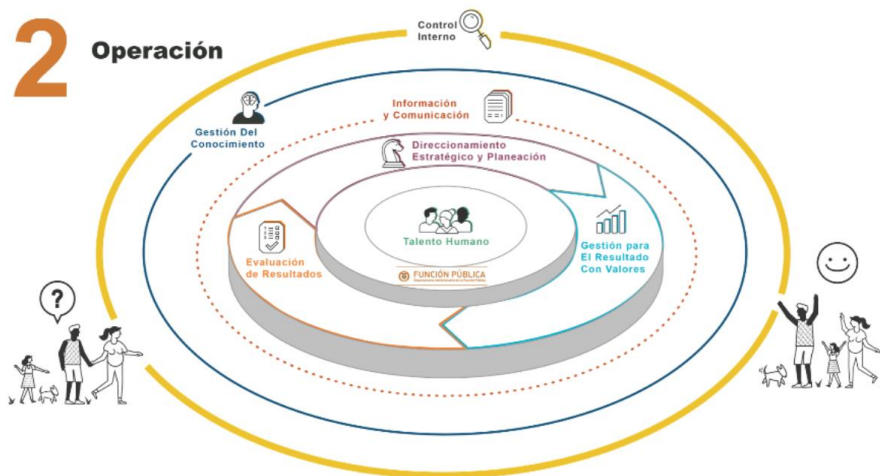 2
Operación
Control
Interno
Gestión Del
Conocimiento
Información
y Comunicación
Direccionamiento
Estratégico y Planeación
Talento Humano
Gestión para
El Resultado
Con Valores
Evaluación
de Resultados
FUNCIÓN PÚBLICA
?